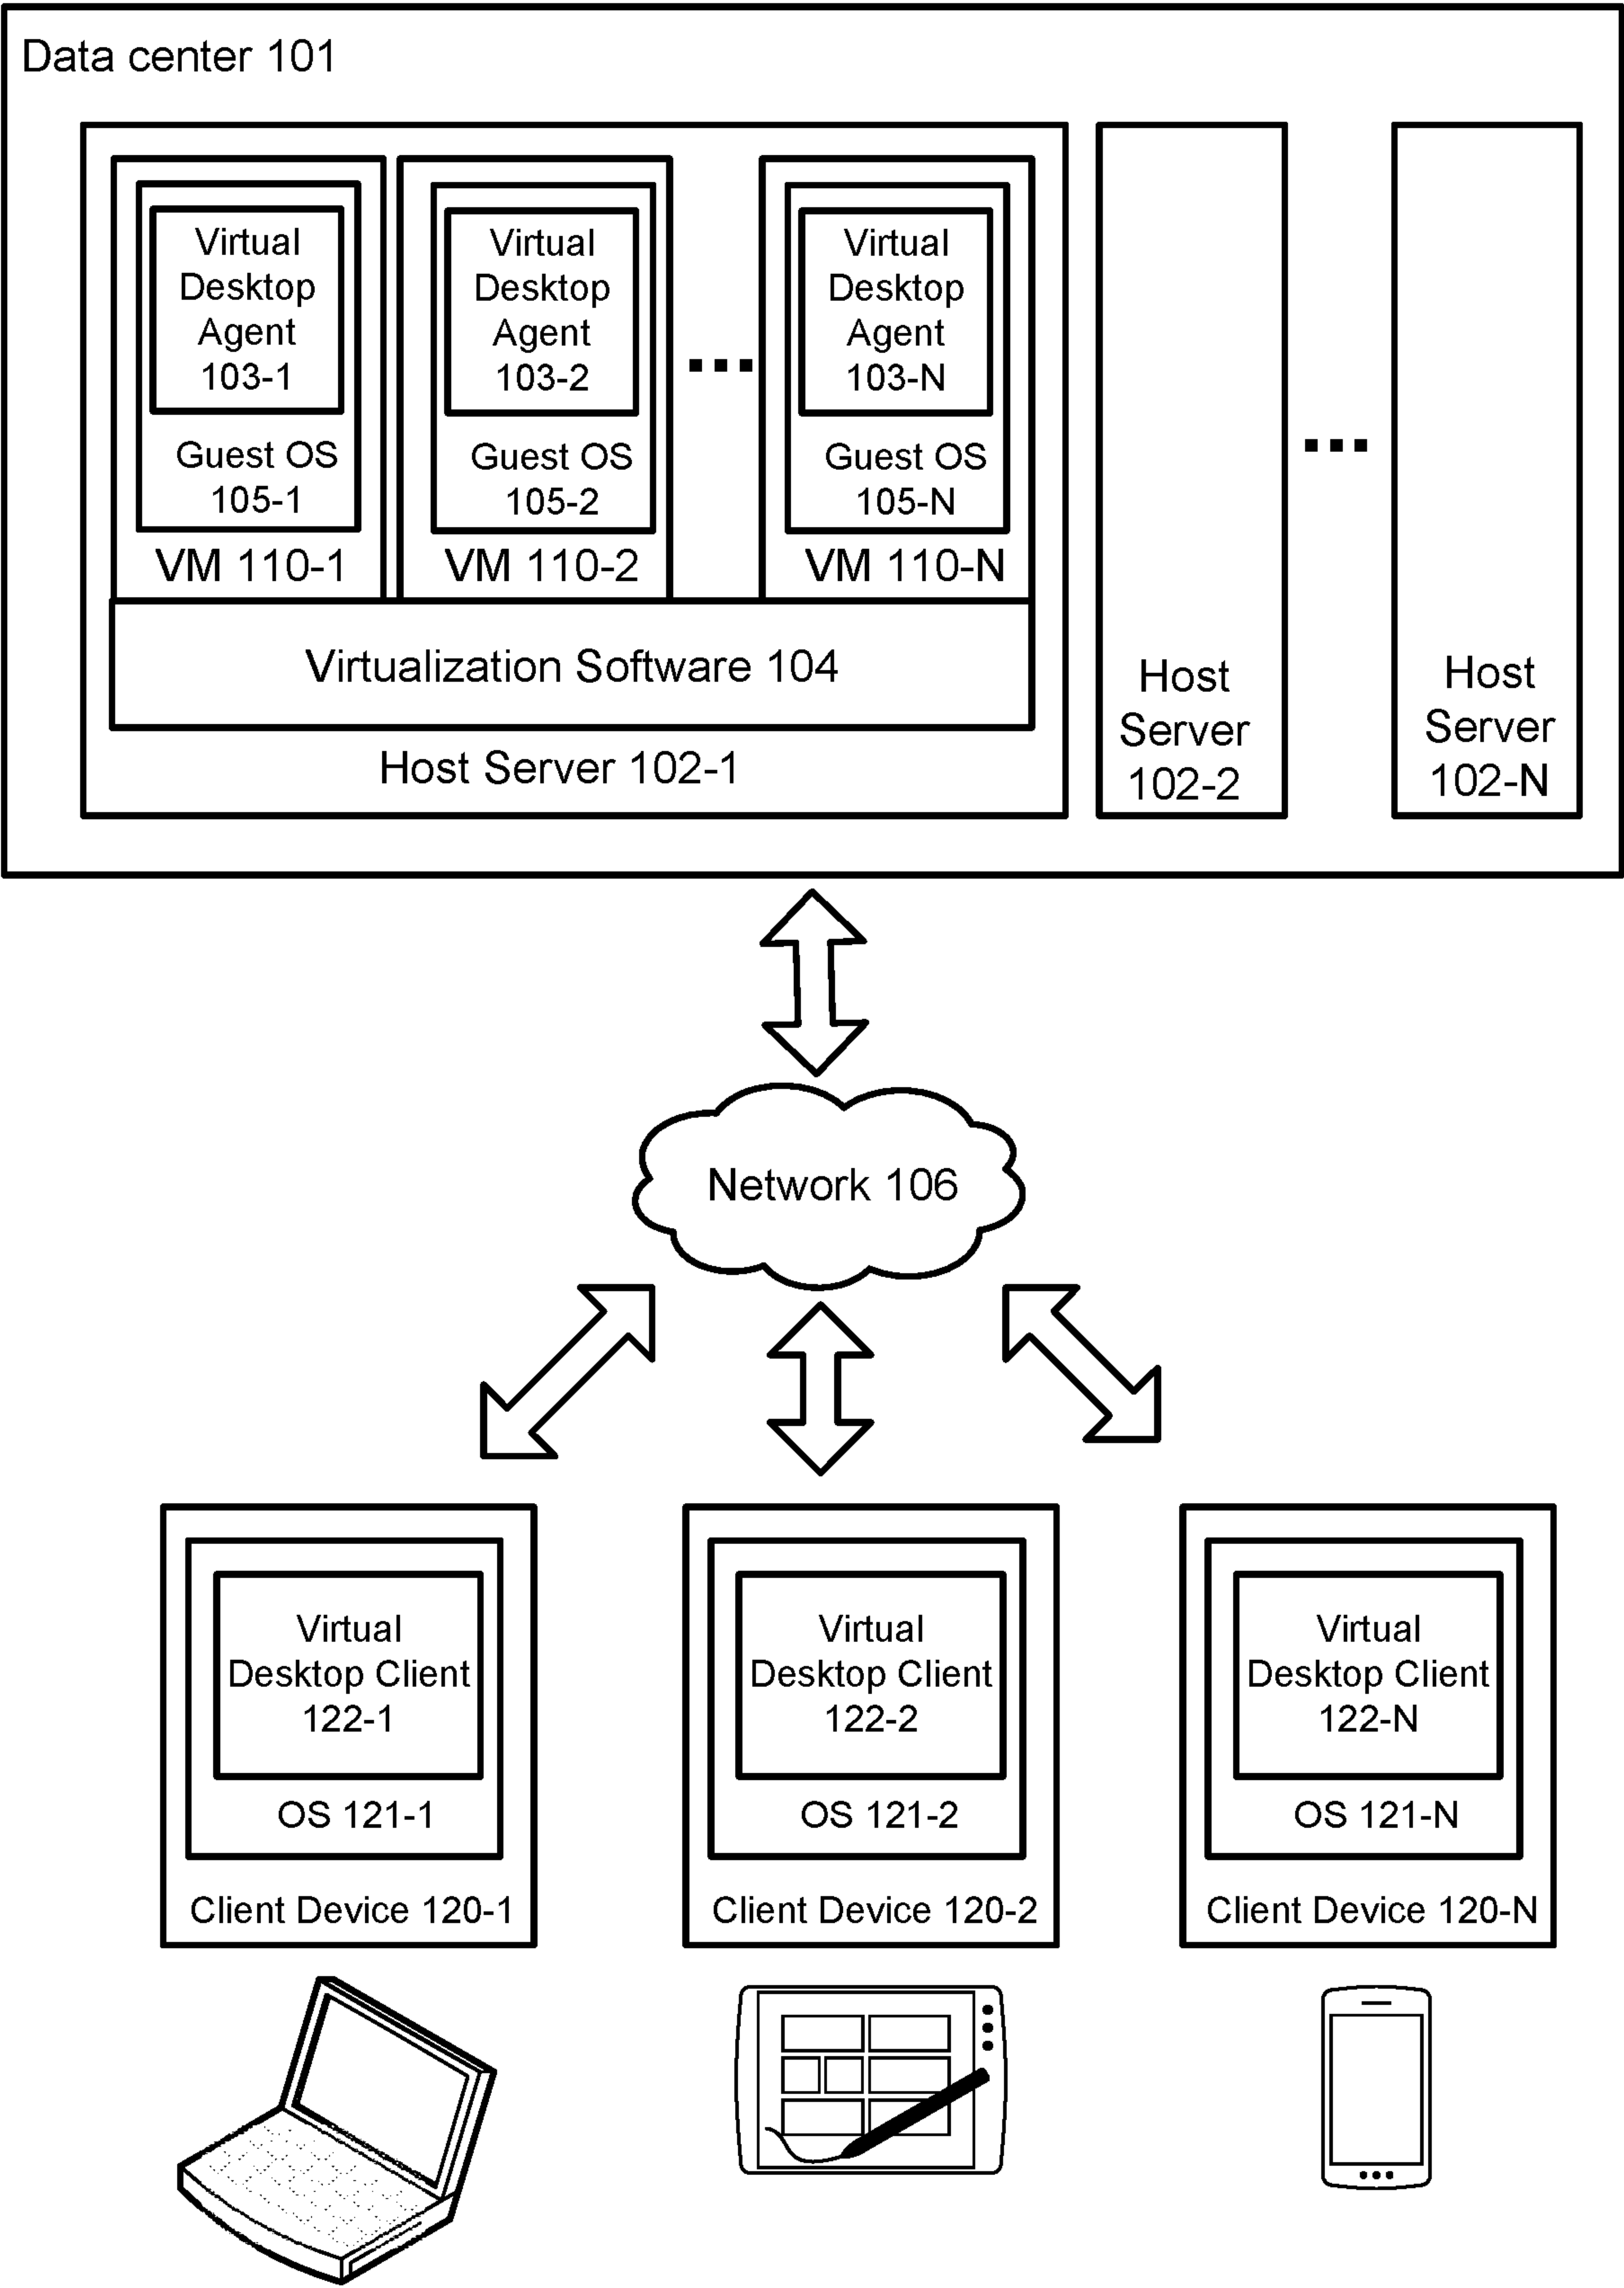 Data center 101
Virtual
Desktop
Agent
103-1
Guest OS
105-1
VM 110-1
Virtual
Desktop
Agent
103-2
Guest OS
105-2
VM 110-2
Virtual
Desktop
Agent
103-N
Guest OS
105-N
VM 110-N
Virtualization Software 104
Host Server 102-1
Host
Server
102-2
Host
Server
102-N
Network 106
Virtual
Desktop Client
122-1
OS 121-1
Client Device 120-1
Virtual
Desktop Client
122-2
OS 121-2
Client Device 120-2
Virtual
Desktop Client
122-N
OS 121-N
Client Device 120-N